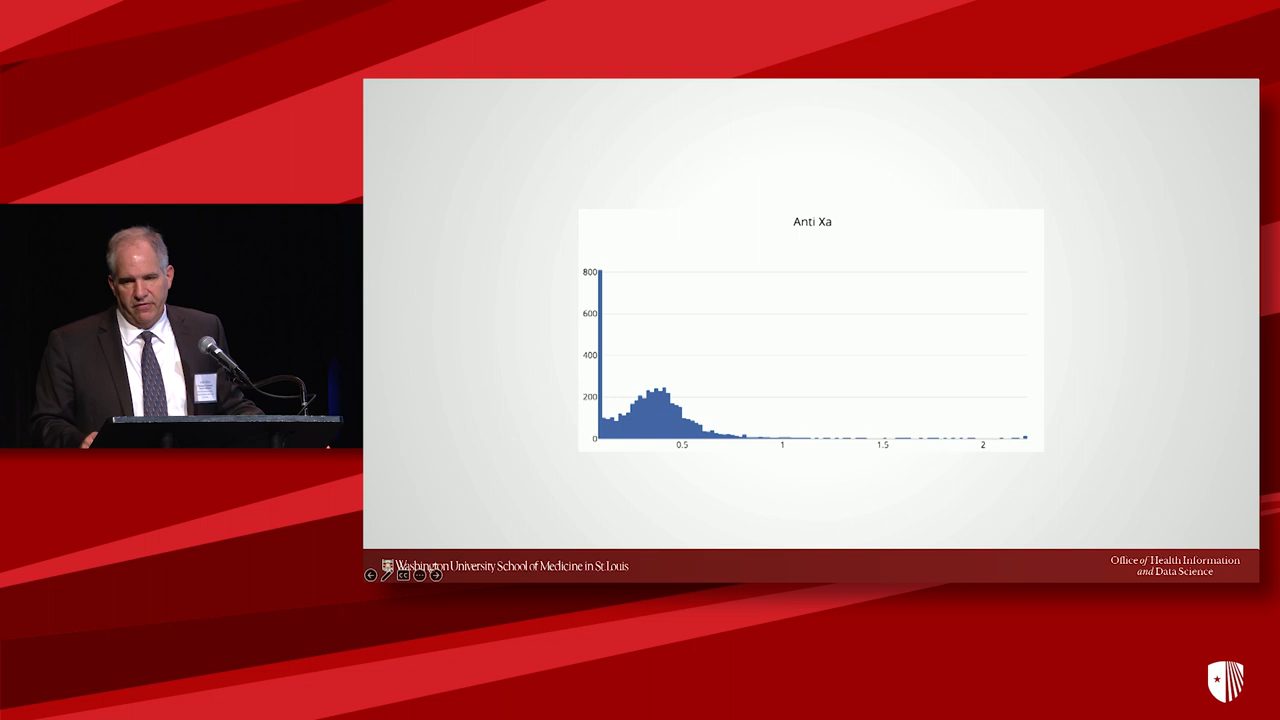 Anti Xa
800
600
400
200
0
0.5 1 1.5 2
Washington University School of Medicine in St. Louis
Office of Health Information
and Data Science